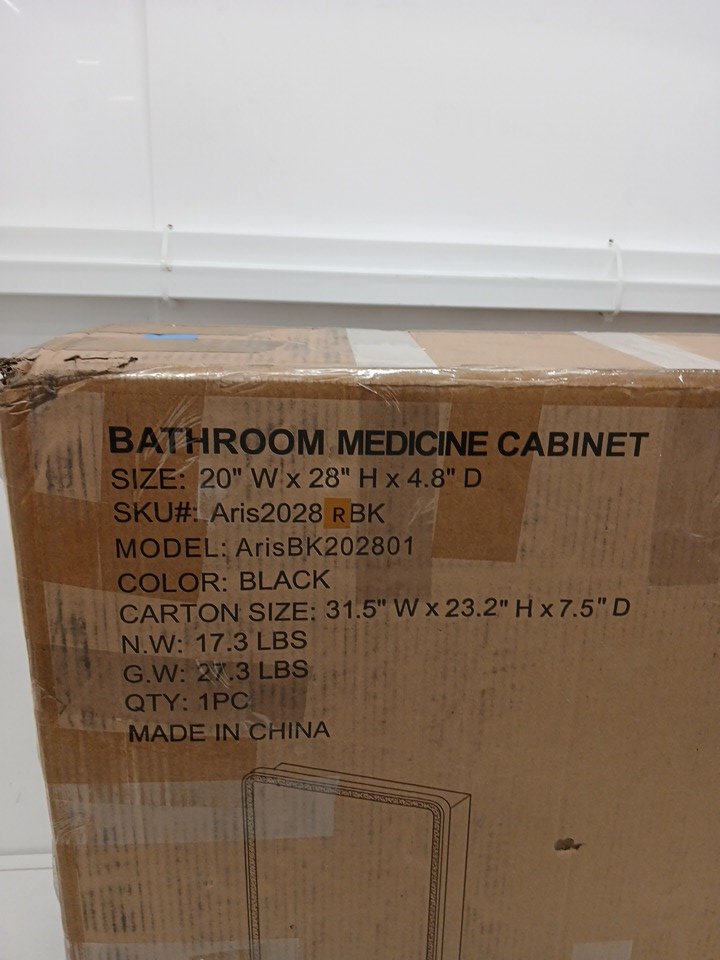 BATHROOM MEDICINE CABINET
SIZE: 20" W x 28" H x 4.8" D
SKU#: Aris2028 R BK
MODEL: ArisBK202801
COLOR: BLACK
CARTON SIZE: 31.5" W x 23.2" H x 7.5" D
N.W: 17.3 LBS
G.W: 27.3 LBS
QTY: 1PC
MADE IN CHINA